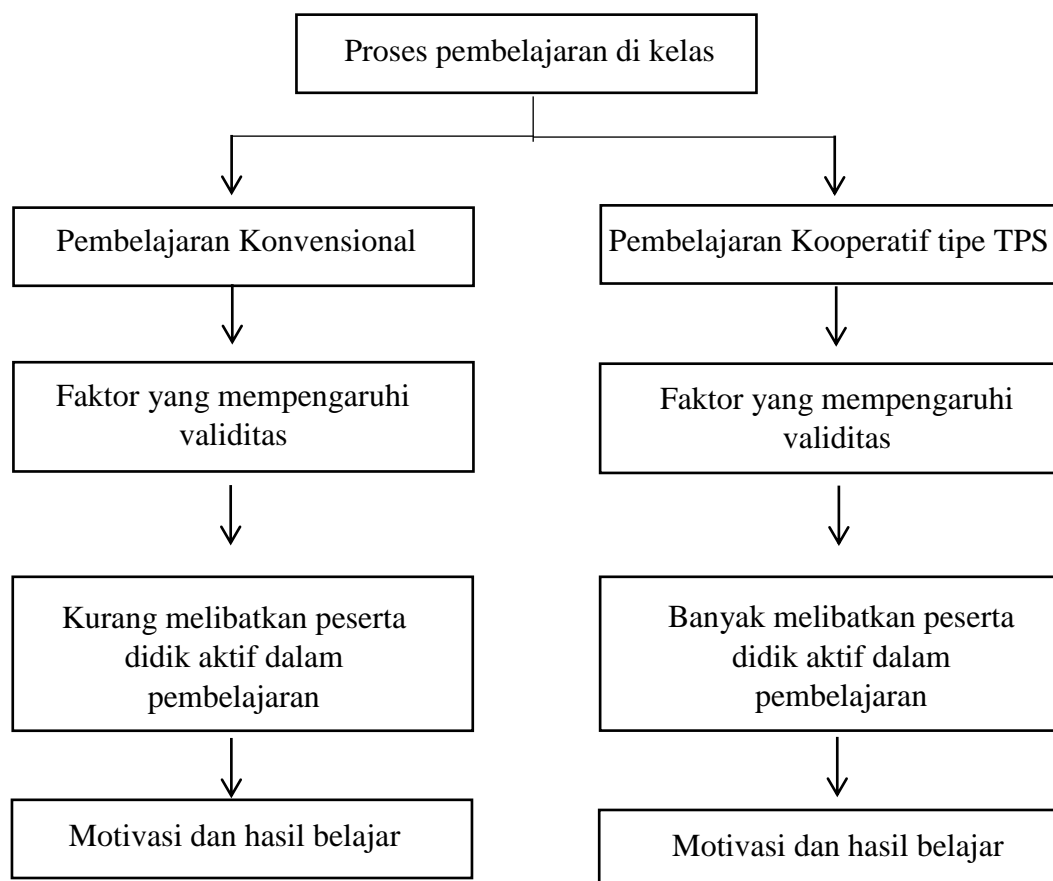 Proses pembelajaran di kelas
Pembelajaran Konvensional
Pembelajaran Kooperatif tipe TPS
Faktor yang mempengaruhi
validitas
Faktor yang mempengaruhi
validitas
Kurang melibatkan peserta
didik aktif dalam
pembelajaran
Banyak melibatkan peserta
didik aktif dalam
pembelajaran
Motivasi dan hasil belajar
Motivasi dan hasil belajar